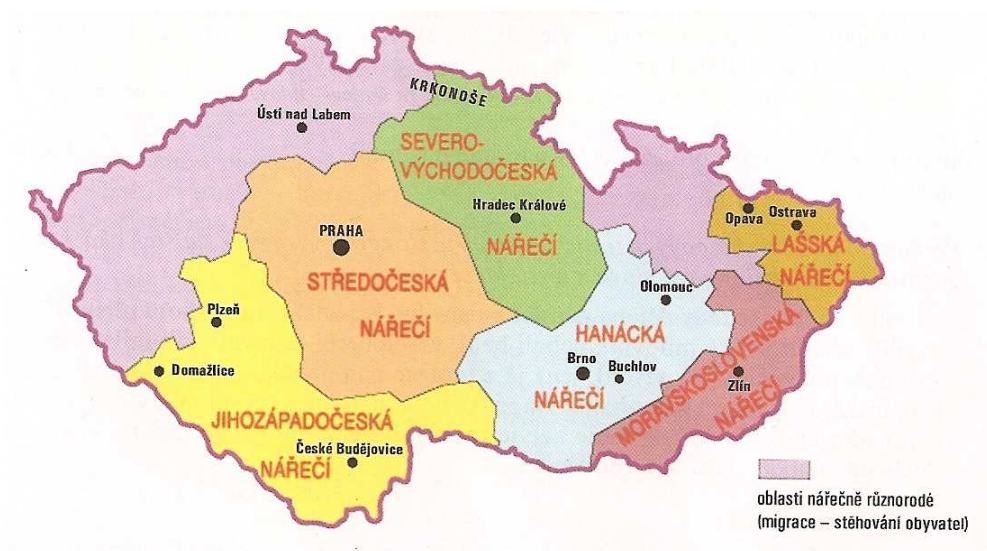 KRKONOŠE
Ústí nad Labem
SEVERO-
VÝCHODOČESKÁ
Hradec Králové
NÁŘEČÍ
Opava
Ostrava
LAŠSKÁ
NÁŘEČÍ
PRAHA
STŘEDOČESKÁ
NÁŘEČÍ
Olomouc
HANÁCKÁ
Brno
Buchlov
NÁŘEČÍ
MORAVSKOSLOVENSKÁ
Zlín
NÁŘEČÍ
Plzeň
Domažlice
JIHOZÁPADOČESKÁ
České Budějovice
NÁŘEČÍ
oblasti nářečně různorodé
(migrace – stěhování obyvatel)